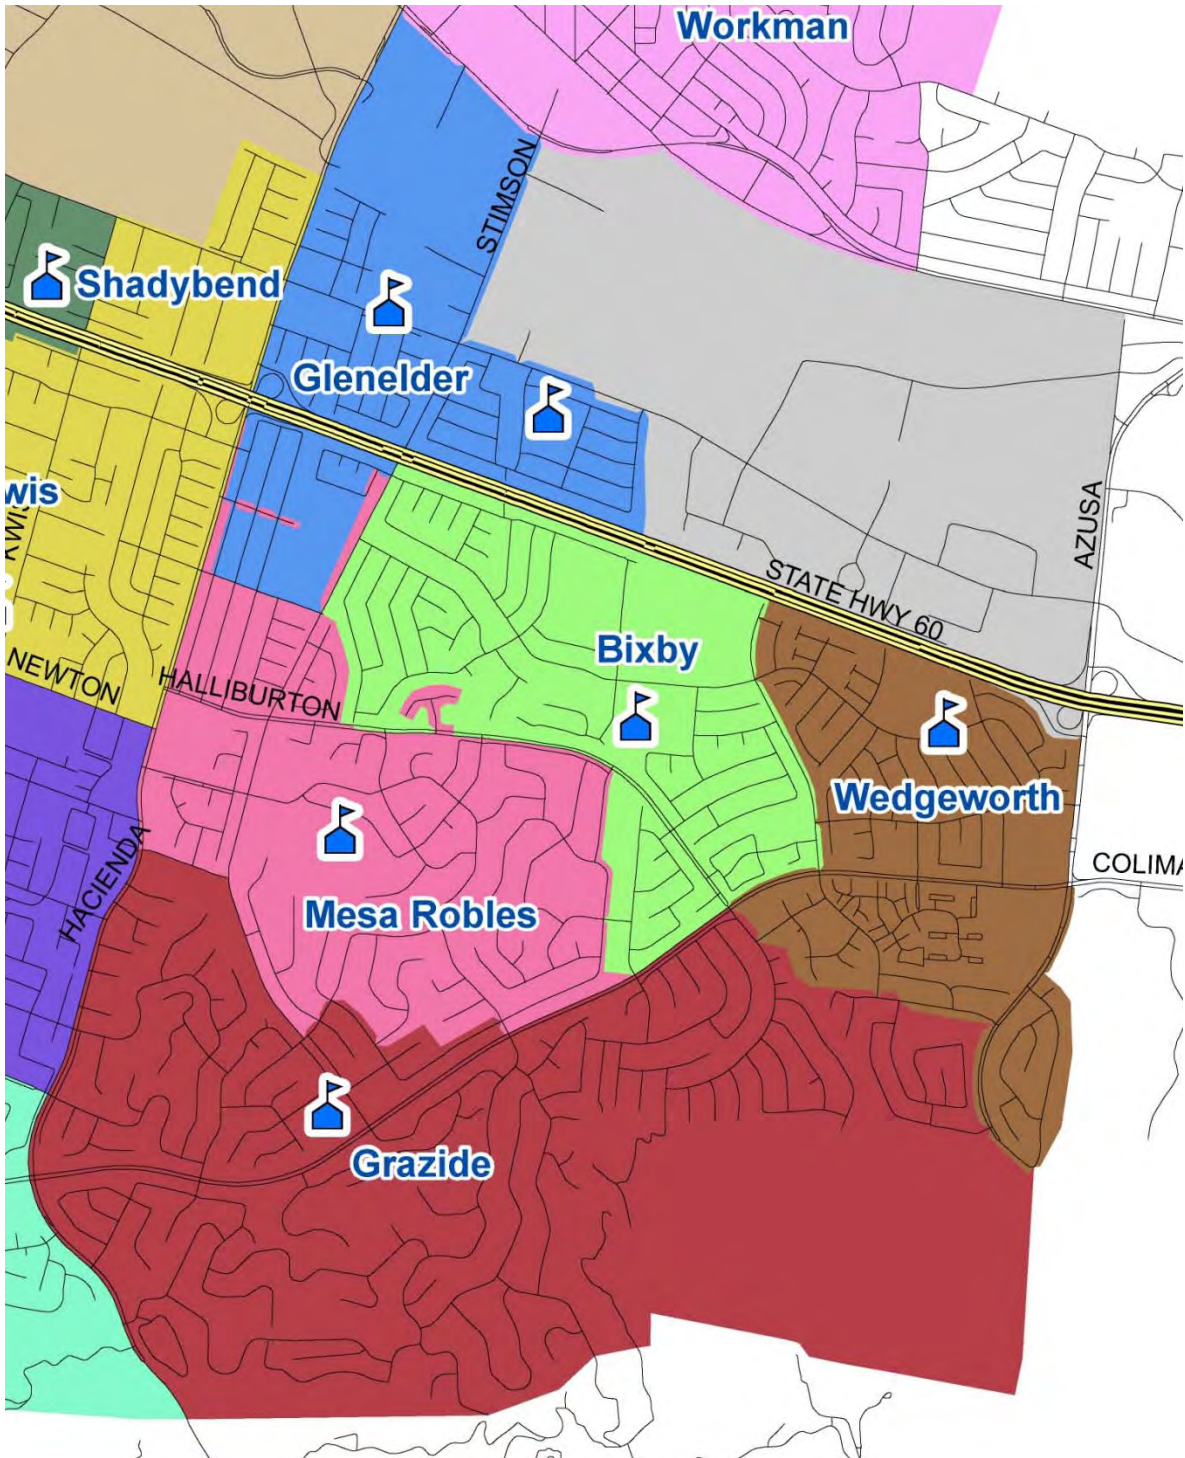 Workman
STIMSON
Shadybend
Glenelder
wis
AZUSA
STATE HWY 60
Bixby
NEWTON
HALLIBURTON
Wedgeworth
HACIENDA
COLIMA
Mesa Robles
Grazide